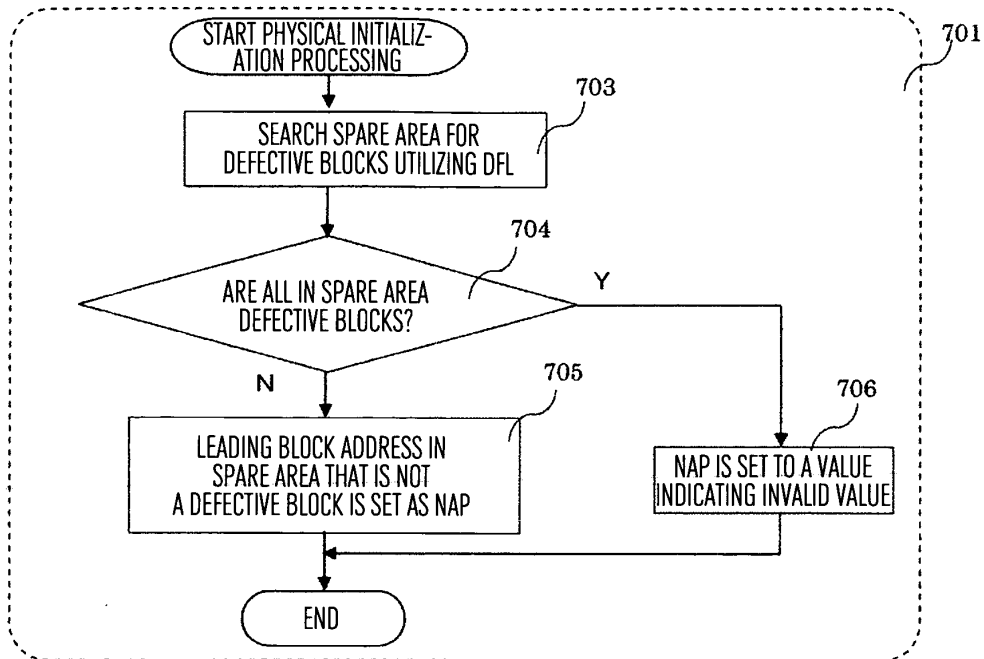 START PHYSICAL INITIALIZ-
ATION PROCESSING
701
703
SEARCH SPARE AREA FOR
DEFECTIVE BLOCKS UTILIZING DFL
704
ARE ALL IN SPARE AREA
DEFECTIVE BLOCKS?
Y
N
705
LEADING BLOCK ADDRESS IN
SPARE AREA THAT IS NOT
A DEFECTIVE BLOCK IS SET AS NAP
706
NAP IS SET TO A VALUE
INDICATING INVALID VALUE
END